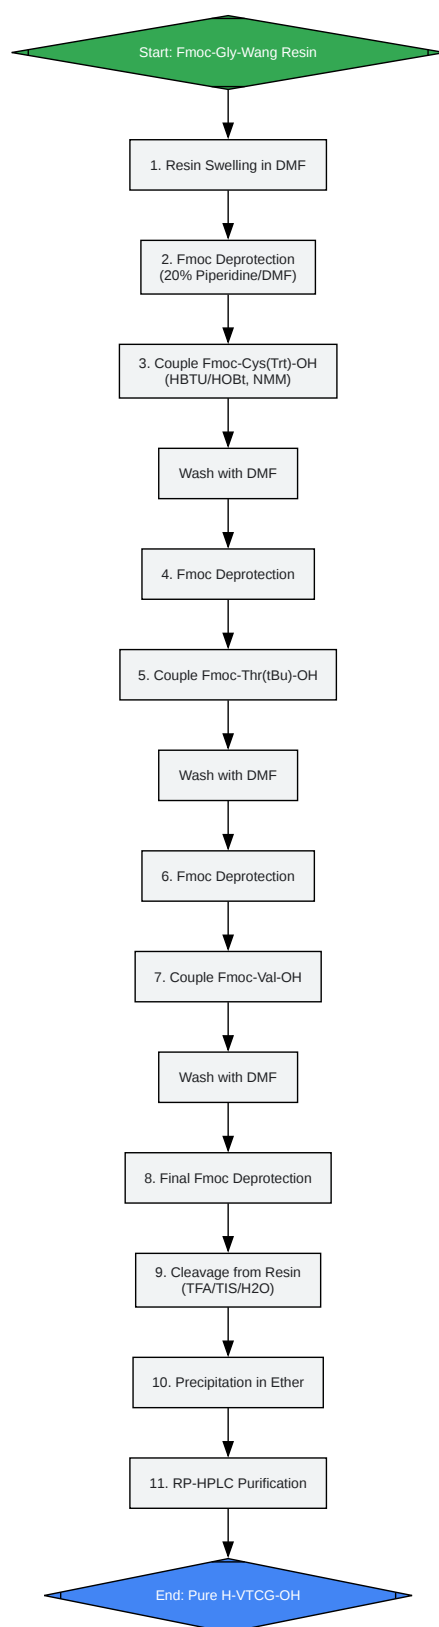 Start: Fmoc-Gly-Wang Resin
1. Resin Swelling in DMF
2. Fmoc Deprotection
(20% Piperidine/DMF)
3. Couple Fmoc-Cys(Trt)-OH
(HBTU/HOBt, NMM)
Wash with DMF
4. Fmoc Deprotection
5. Couple Fmoc-Thr(tBu)-OH
Wash with DMF
6. Fmoc Deprotection
7. Couple Fmoc-Val-OH
Wash with DMF
8. Final Fmoc Deprotection
9. Cleavage from Resin
(TFA/TIS/H2O)
10. Precipitation in Ether
11. RP-HPLC Purification
End: Pure H-VTCG-OH